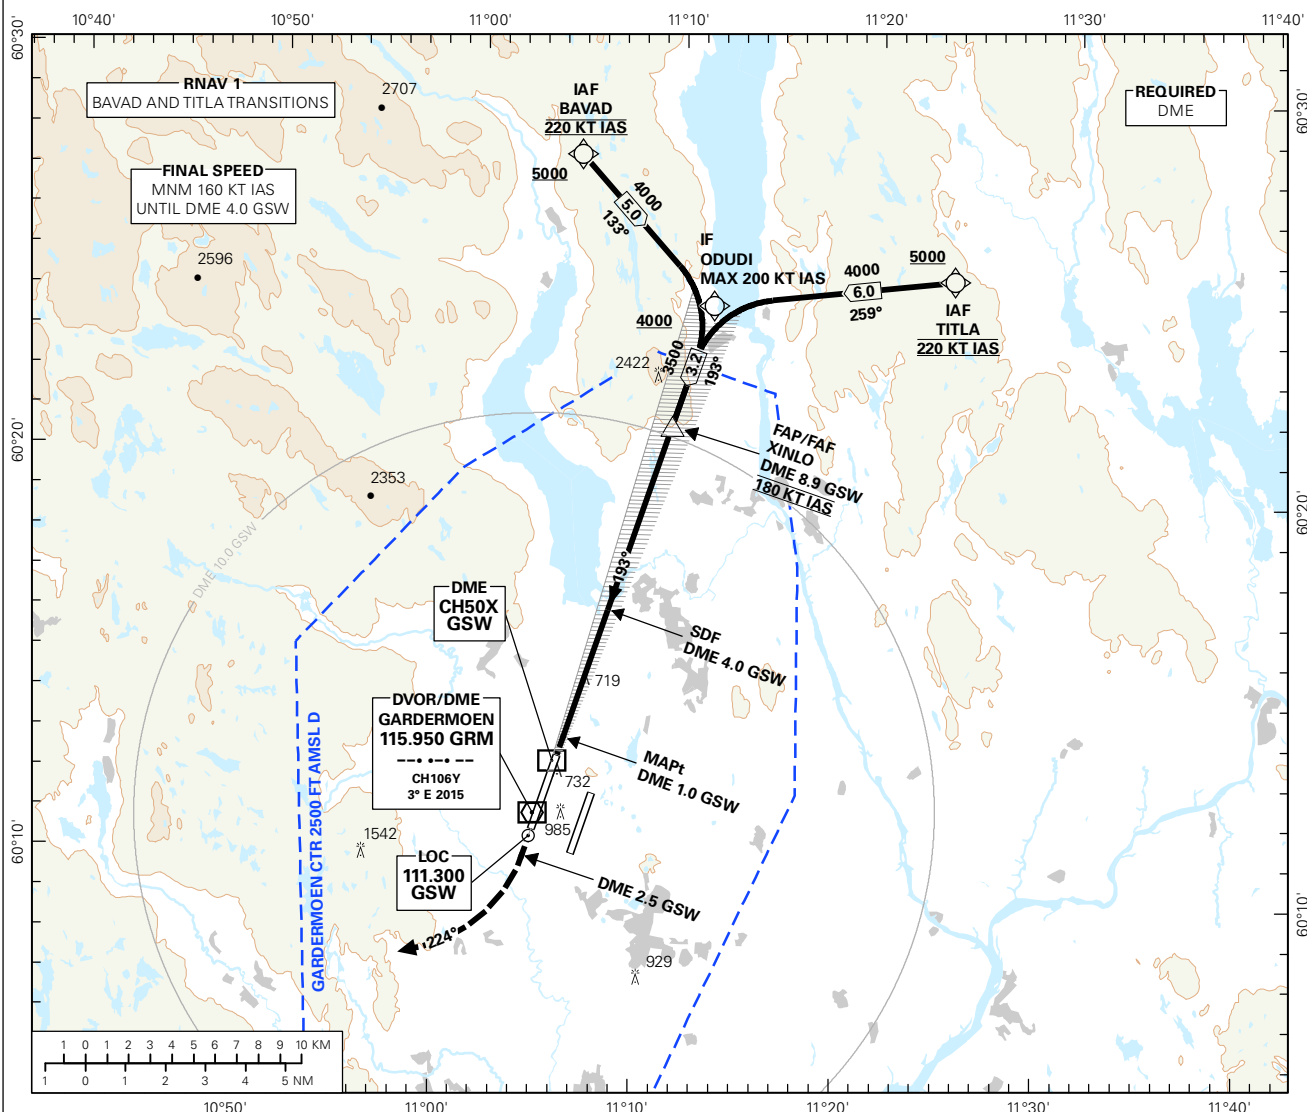 10°40'
10°50'
11°00'
11°10'
11°20'
11°30'
11°40'
60°30'
60°30'
RNAV 1
BAVAD AND TITLA TRANSITIONS
2707
IAF
BAVAD
220 KT IAS
REQUIRED
DME
FINAL SPEED
MNM 160 KT IAS
UNTIL DME 4.0 GSW
5000
4000
5.0
133°
2596
IF
ODUDI
MAX 200 KT IAS
4000
6.0
259°
5000
IAF
TITLA
220 KT IAS
4000
2422
3500
3.2
193°
60°20'
60°20'
FAP/FAF
XINLO
DME 8.9 GSW
180 KT IAS
2353
DME 10.0 GSW
193°
DME
CH50X
GSW
SDF
DME 4.0 GSW
719
DVOR/DME
GARDERMOEN
115.950 GRM
CH106Y
3° E 2015
MAPt
DME 1.0 GSW
732
985
1542
60°10'
60°10'
LOC
111.300
GSW
DME 2.5 GSW
224°
929
GARDERMOEN CTR 2500 FT AMSL D
1 0 1 2 3 4 5 6 7 8 9 10 KM
1 0 1 2 3 4 5 NM
10°50'
11°00'
11°10'
11°20'
11°30'
11°40'